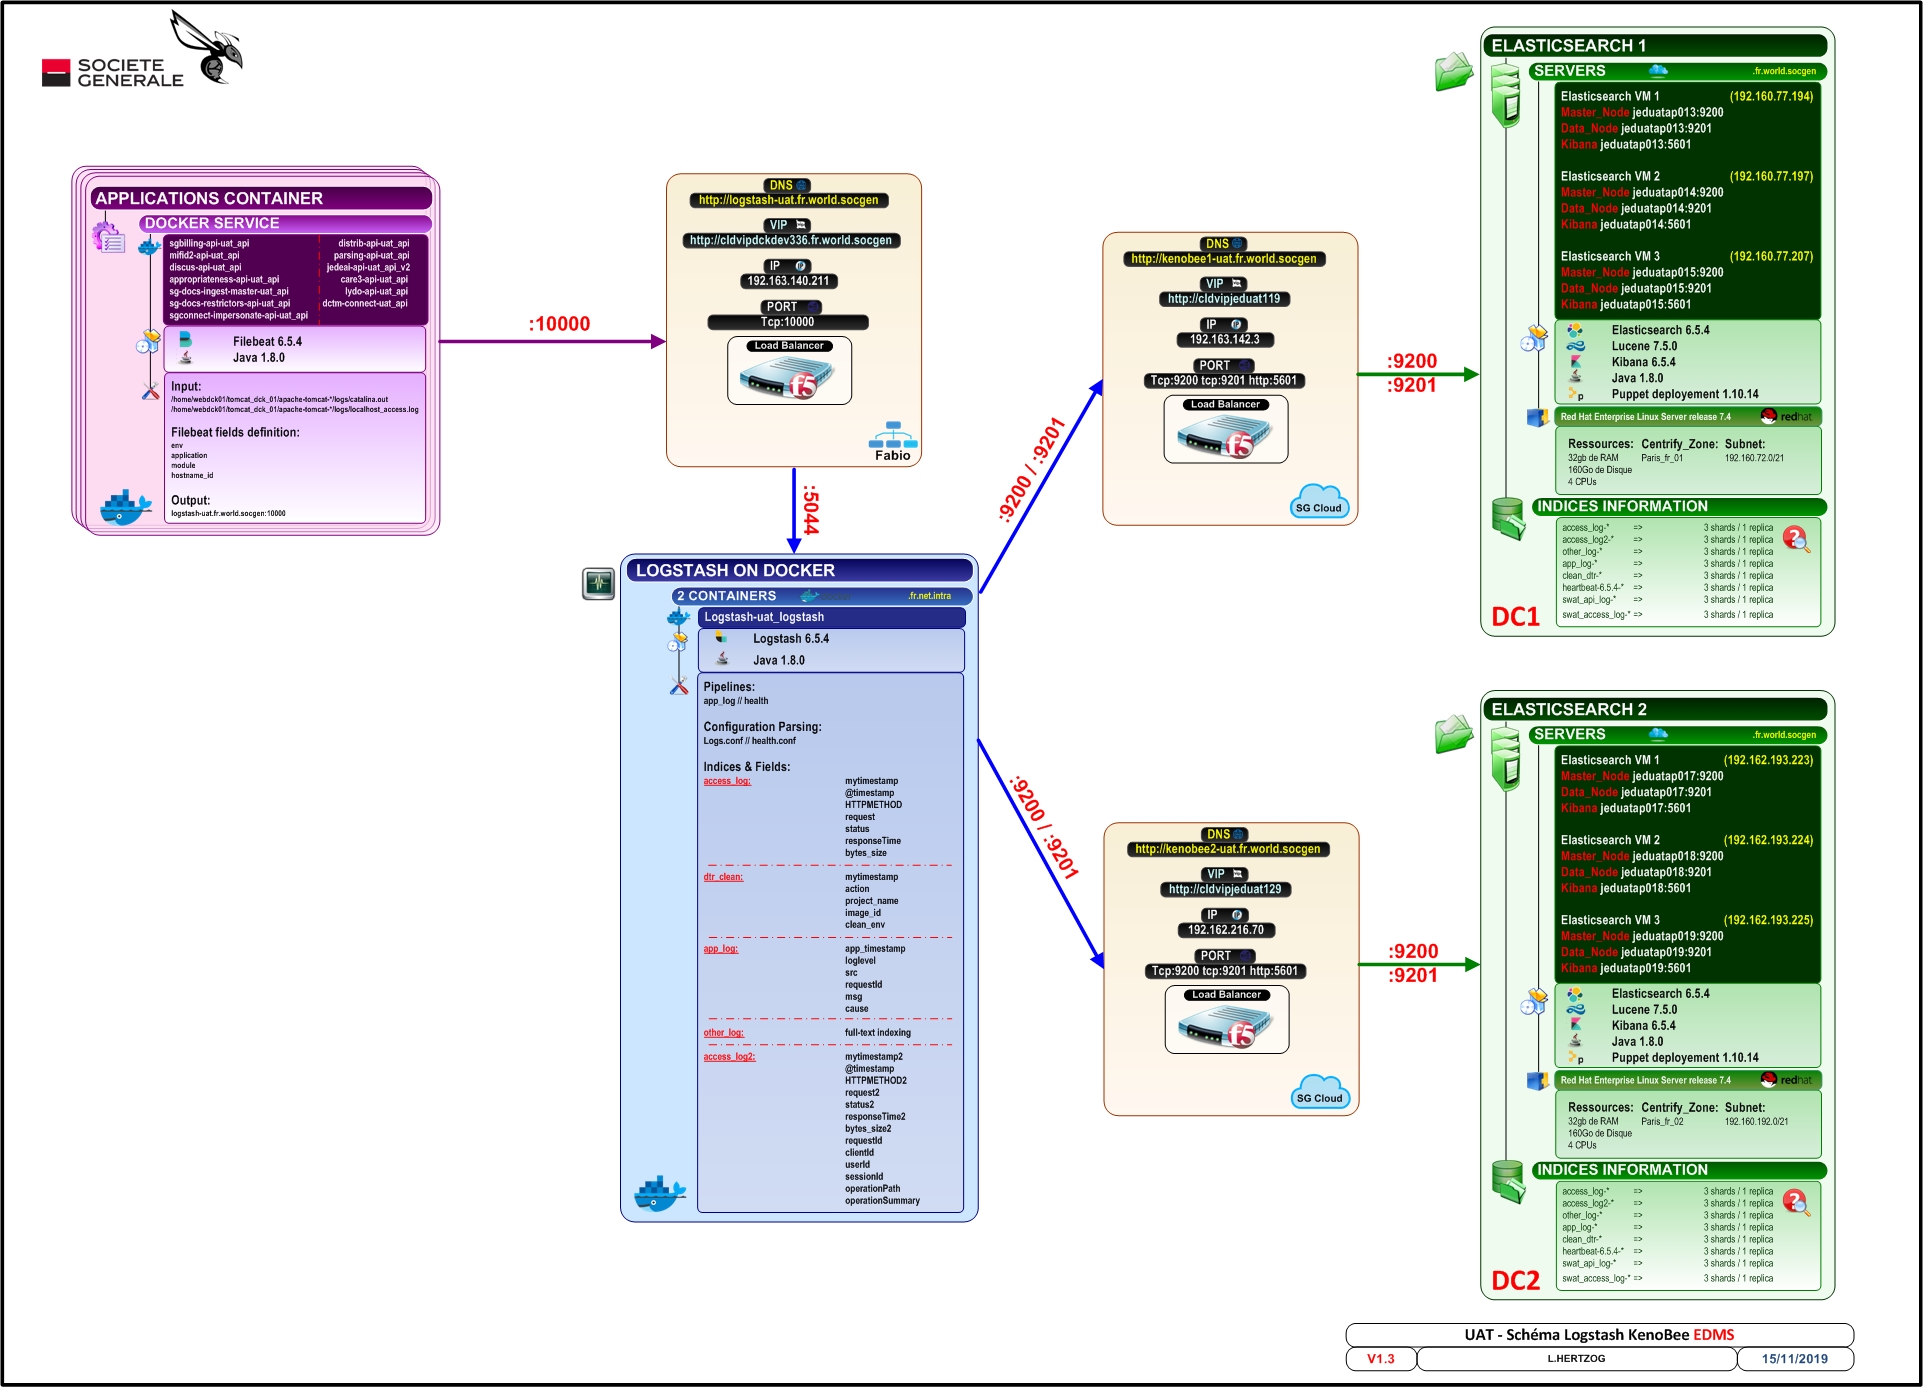 SOCIETE
GENERALE
APPLICATIONS CONTAINER
DOCKER SERVICE
sgbilling-api-uat_api
mifid2-api-uat_api
discus-api-uat_api
appropriateness-api-uat_api
sg-docs-ingest-master-uat_api
sg-docs-restrictors-api-uat_api
sgconnect-impersonate-api-uat_api
distrib-api-uat_api
parsing-api-uat_api
jedeai-api-uat_api_v2
care3-api-uat_api
lydo-api-uat_api
dctm-connect-uat_api
Filebeat 6.5.4
Java 1.8.0
Input:
/home/webdck01/tomcat_dck_01/apache-tomcat-*/logs/catalina.out
/home/webdck01/tomcat_dck_01/apache-tomcat-*/logs/localhost_access.log
Filebeat fields definition:
env
application
module
hostname_id
Output:
logstash-uat.fr.world.socgen:10000
:10000
DNS
http://logstash-uat.fr.world.socgen
VIP
http://cldvipdckdev336.fr.world.socgen
IP
192.163.140.211
PORT
Tcp:10000
Load Balancer
f5
Fabio
:5044
LOGSTASH ON DOCKER
2 CONTAINERS
.fr.net.intra
Logstash-uat_logstash
Logstash 6.5.4
Java 1.8.0
Pipelines:
app_log // health
Configuration Parsing:
Logs.conf // health.conf
Indices & Fields:
access_log: mytimestamp
@timestamp
HTTPMETHOD
request
status
responseTime
bytes_size
dtr_clean: mytimestamp
action
project_name
image_id
clean_env
app_log: app_timestamp
loglevel
src
requestId
msg
cause
other_log: full-text indexing
access_log2: mytimestamp2
@timestamp
HTTPMETHOD2
request2
status2
responseTime2
bytes_size2
requestId
clientId
userId
sessionId
operationPath
operationSummary
:9200 / :9201
:9200 / :9201
DNS
http://kenobee1-uat.fr.world.socgen
VIP
http://cldvipjeduat119
IP
192.163.142.3
PORT
Tcp:9200 tcp:9201 http:5601
Load Balancer
f5
SG Cloud
:9200
:9201
DNS
http://kenobee2-uat.fr.world.socgen
VIP
http://cldvipjeduat129
IP
192.162.216.70
PORT
Tcp:9200 tcp:9201 http:5601
Load Balancer
f5
SG Cloud
:9200
:9201
ELASTICSEARCH 1
SERVERS
.fr.world.socgen
Elasticsearch VM 1 (192.160.77.194)
Master_Node jeduatap013:9200
Data_Node jeduatap013:9201
Kibana jeduatap013:5601
Elasticsearch VM 2 (192.160.77.197)
Master_Node jeduatap014:9200
Data_Node jeduatap014:9201
Kibana jeduatap014:5601
Elasticsearch VM 3 (192.160.77.207)
Master_Node jeduatap015:9200
Data_Node jeduatap015:9201
Kibana jeduatap015:5601
Elasticsearch 6.5.4
Lucene 7.5.0
Kibana 6.5.4
Java 1.8.0
Puppet deployement 1.10.14
Red Hat Enterprise Linux Server release 7.4 redhat
Ressources: Centrify_Zone: Subnet:
32gb de RAM Paris_fr_01 192.160.72.0/21
160Go de Disque
4 CPUs
INDICES INFORMATION
access_log-* => 3 shards / 1 replica
access_log2-* => 3 shards / 1 replica
other_log-* => 3 shards / 1 replica
app_log-* => 3 shards / 1 replica
clean_dtr-* => 3 shards / 1 replica
heartbeat-6.5.4-* => 3 shards / 1 replica
swat_api_log-* => 3 shards / 1 replica
swat_access_log-* => 3 shards / 1 replica
DC1
ELASTICSEARCH 2
SERVERS
.fr.world.socgen
Elasticsearch VM 1 (192.162.193.223)
Master_Node jeduatap017:9200
Data_Node jeduatap017:9201
Kibana jeduatap017:5601
Elasticsearch VM 2 (192.162.193.224)
Master_Node jeduatap018:9200
Data_Node jeduatap018:9201
Kibana jeduatap018:5601
Elasticsearch VM 3 (192.162.193.225)
Master_Node jeduatap019:9200
Data_Node jeduatap019:9201
Kibana jeduatap019:5601
Elasticsearch 6.5.4
Lucene 7.5.0
Kibana 6.5.4
Java 1.8.0
Puppet deployement 1.10.14
Red Hat Enterprise Linux Server release 7.4 redhat
Ressources: Centrify_Zone: Subnet:
32gb de RAM Paris_fr_02 192.160.192.0/21
160Go de Disque
4 CPUs
INDICES INFORMATION
access_log-* => 3 shards / 1 replica
access_log2-* => 3 shards / 1 replica
other_log-* => 3 shards / 1 replica
app_log-* => 3 shards / 1 replica
clean_dtr-* => 3 shards / 1 replica
heartbeat-6.5.4-* => 3 shards / 1 replica
swat_api_log-* => 3 shards / 1 replica
swat_access_log-* => 3 shards / 1 replica
DC2
UAT - Schéma Logstash KenoBee EDMS
V1.3 L.HERTZOG 15/11/2019